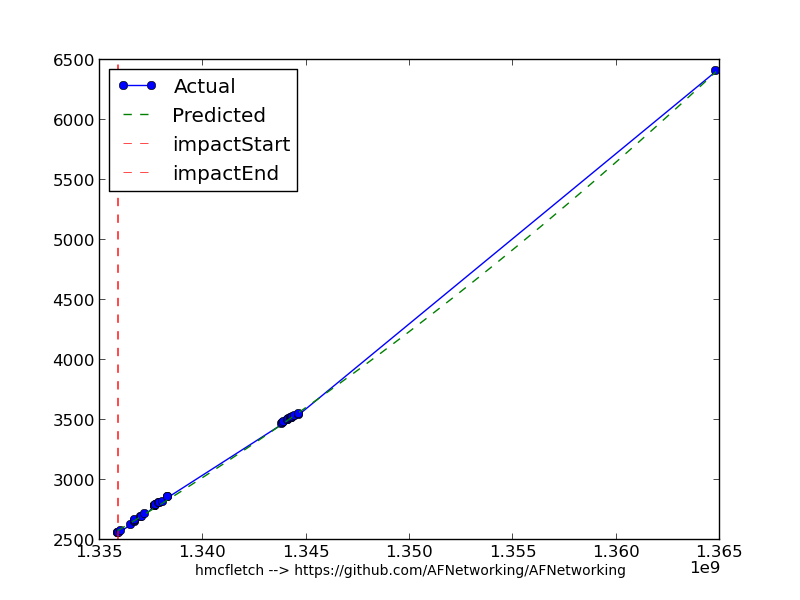 6500
6000
5500
5000
4500
4000
3500
3000
2500
Actual
Predicted
impactStart
impactEnd
1.335 1.340 1.345 1.350 1.355 1.360 1.365
1e9
hmcfletch --> https://github.com/AFNetworking/AFNetworking